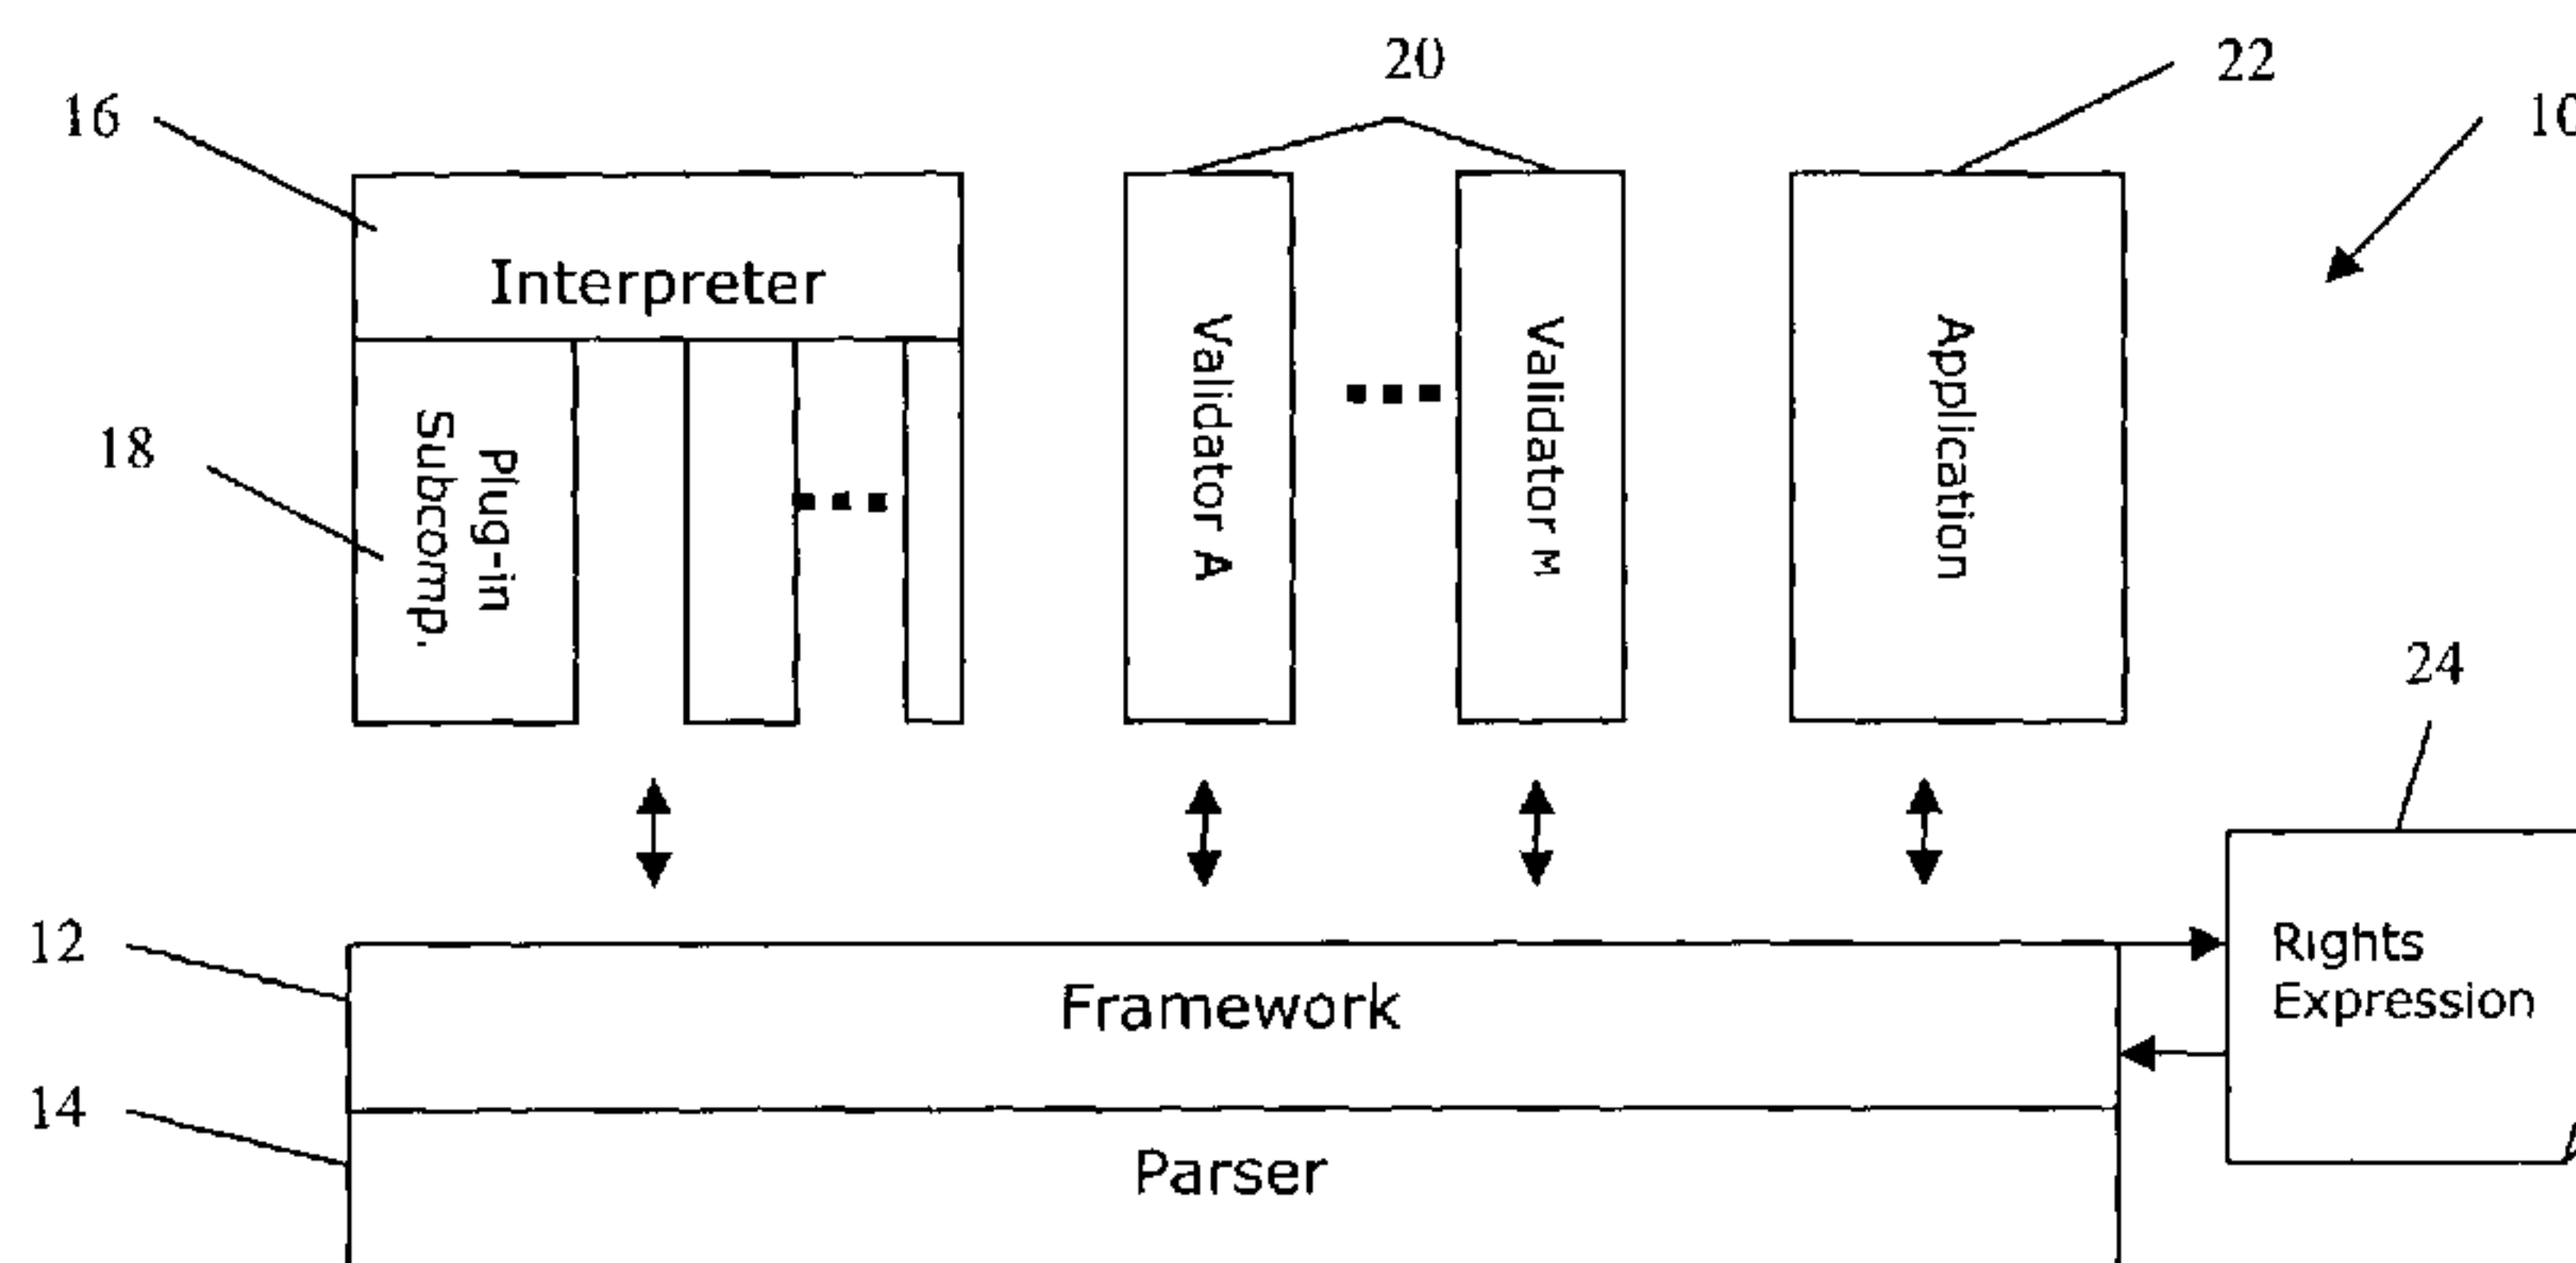 20
22
16
10
Interpreter
Plug-in
Subcomp.
Validator A
Validator M
Application
18
24
12
Framework
Rights
Expression
14
Parser